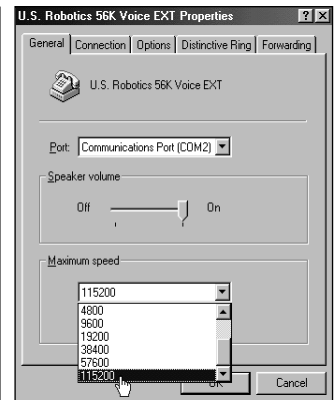 U.S. Robotics 56K Voice EXT Properties
General Connection Options Distinctive Ring Forwarding
U.S. Robotics 56K Voice EXT
Port: Communications Port (COM2)
Speaker volume
Off On
Maximum speed
115200
4800
9600
19200
38400
57600
115200
OK Cancel